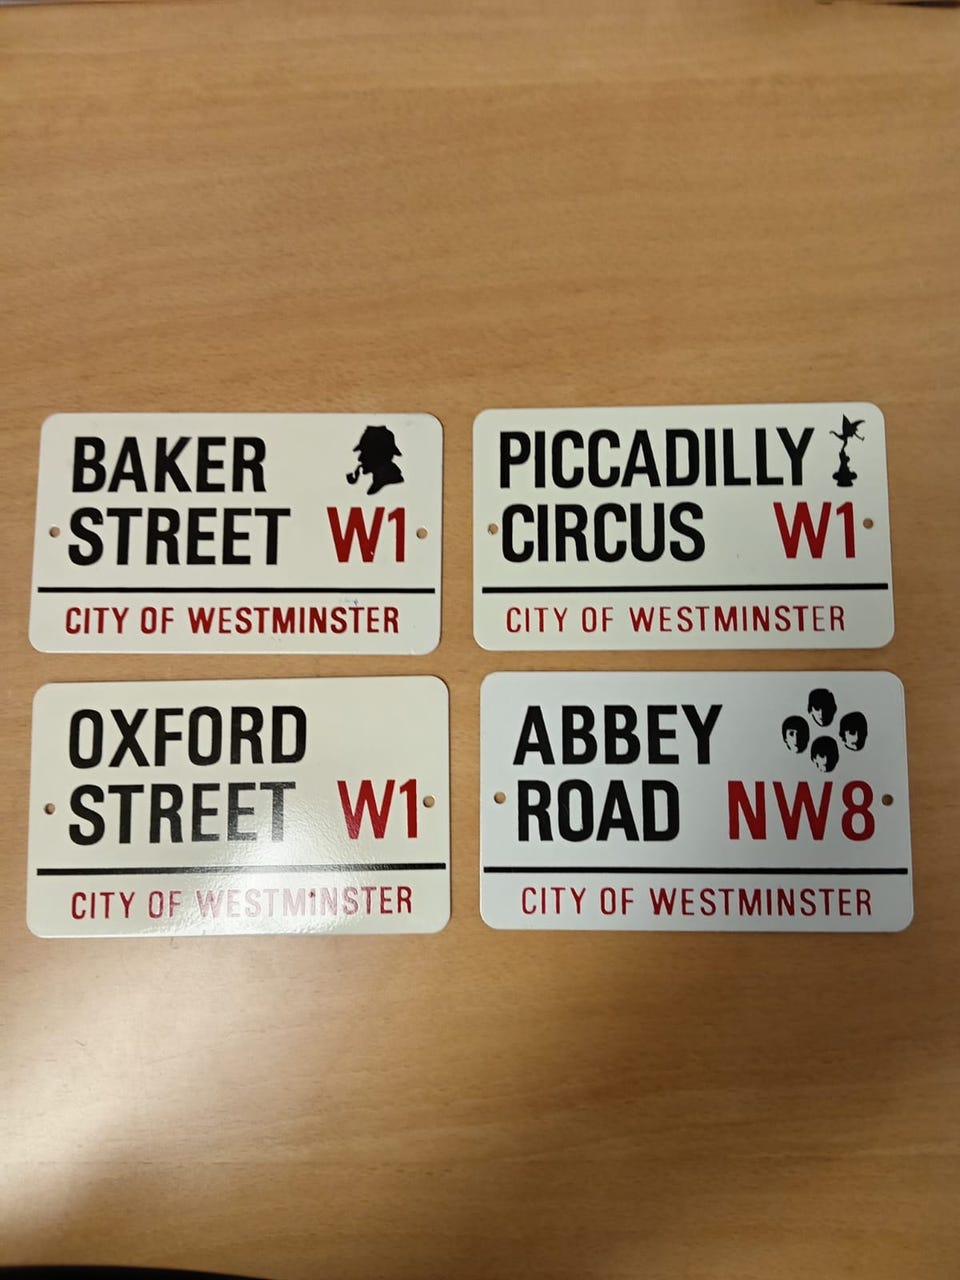 BAKER
STREET W1
CITY OF WESTMINSTER
PICCADILLY
CIRCUS W1
CITY OF WESTMINSTER
OXFORD
STREET W1
CITY OF WESTMINSTER
ABBEY
ROAD NW8
CITY OF WESTMINSTER